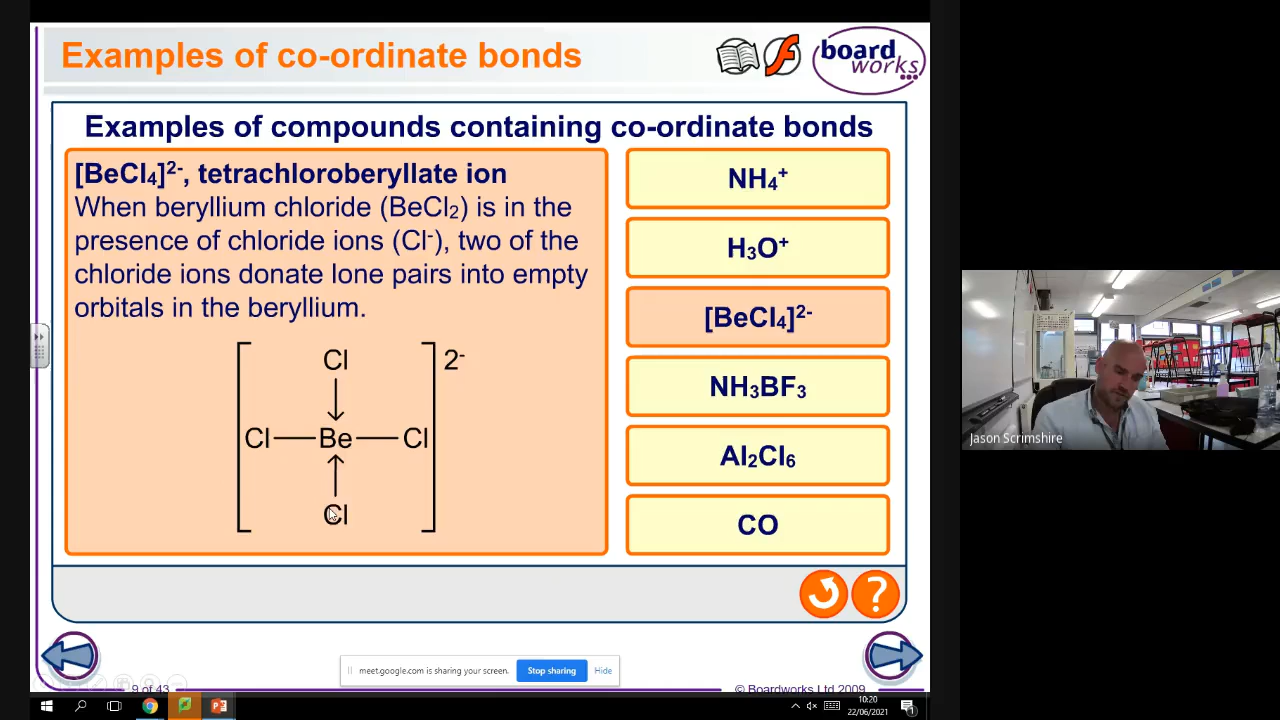 Examples of co-ordinate bonds
board
works
Examples of compounds containing co-ordinate bonds
[BeCl₄]²⁻, tetrachloroberyllate ion
When beryllium chloride (BeCl₂) is in the
presence of chloride ions (Cl⁻), two of the
chloride ions donate lone pairs into empty
orbitals in the beryllium.
Cl
2⁻
Cl
Be
Cl
Cl
NH₄⁺
H₃O⁺
[BeCl₄]²⁻
NH₃BF₃
Al₂Cl₆
CO
?
Jason Scrimshire
meet.google.com is sharing your screen.
Stop sharing
Hide
9 of 43
© Boardworks Ltd 2009
10:20
22/06/2021
1